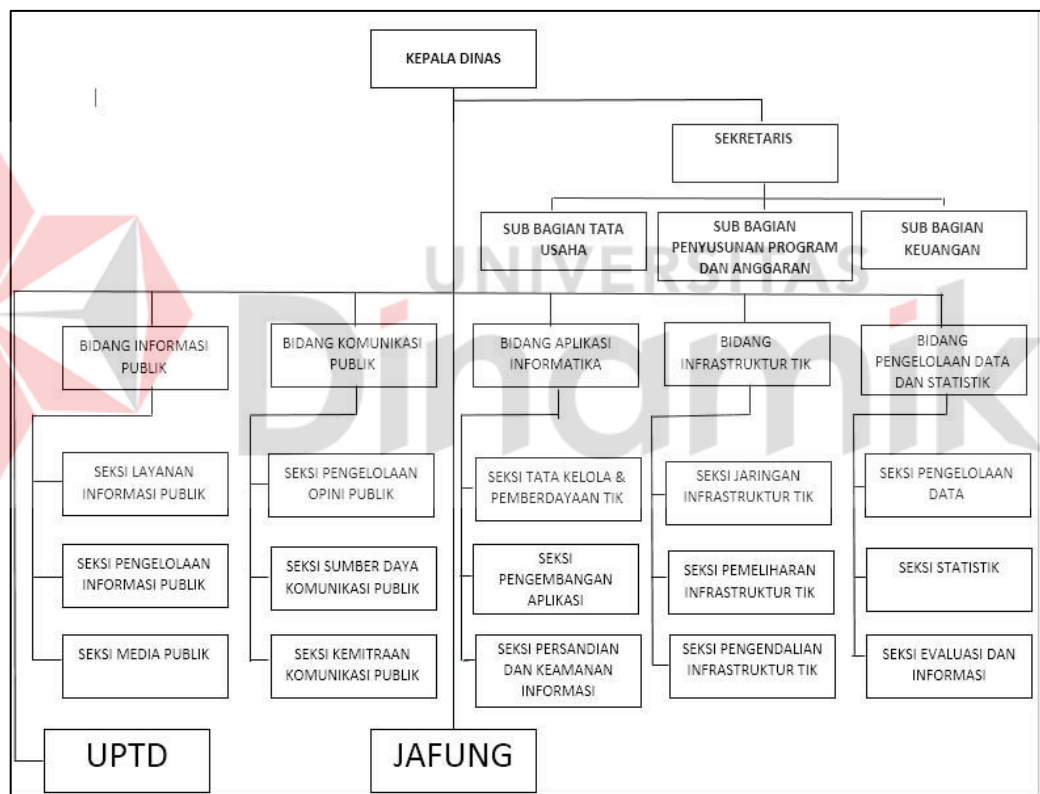 KEPALA DINAS
SEKRETARIS
SUB BAGIAN TATA
USAHA
SUB BAGIAN
PENYUSUNAN PROGRAM
DAN ANGGARAN
SUB BAGIAN
KEUANGAN
UNIVERSITAS
Dinamika
BIDANG INFORMASI
PUBLIK
BIDANG KOMUNIKASI
PUBLIK
BIDANG APLIKASI
INFORMATIKA
BIDANG
INFRASTRUKTUR TIK
BIDANG
PENGELOLAAN DATA
DAN STATISTIK
SEKSI LAYANAN
INFORMASI PUBLIK
SEKSI PENGELOLAAN
OPINI PUBLIK
SEKSI TATA KELOLA &
PEMBERDAYAAN TIK
SEKSI JARINGAN
INFRASTRUKTUR TIK
SEKSI PENGELOLAAN
DATA
SEKSI PENGELOLAAN
INFORMASI PUBLIK
SEKSI SUMBER DAYA
KOMUNIKASI PUBLIK
SEKSI
PENGEMBANGAN
APLIKASI
SEKSI PEMELIHARAN
INFRASTRUKTUR TIK
SEKSI STATISTIK
SEKSI MEDIA PUBLIK
SEKSI KEMITRAAN
KOMUNIKASI PUBLIK
SEKSI PERSANDIAN
DAN KEAMANAN
INFORMASI
SEKSI PENGENDALIAN
INFRASTRUKTUR TIK
SEKSI EVALUASI DAN
INFORMASI
UPTD
JAFUNG